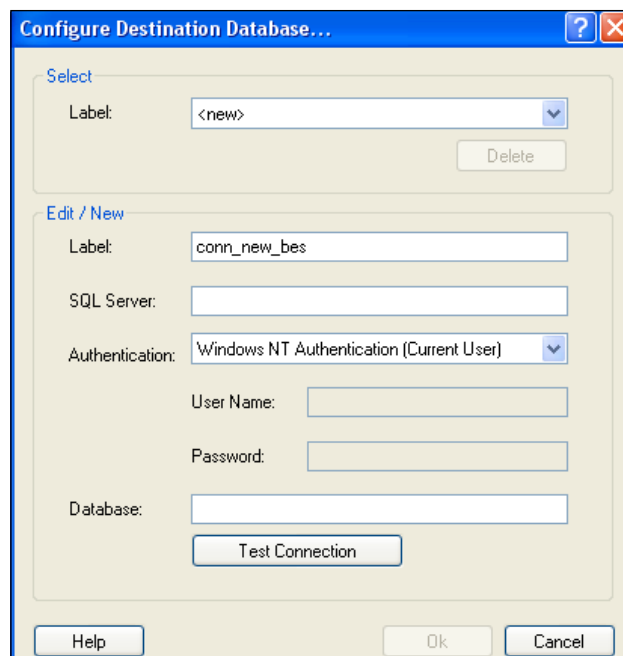 Configure Destination Database...
Select
Label:
<new>
Delete
Edit / New
Label:
conn_new_bes
SQL Server:
Authentication:
Windows NT Authentication (Current User)
User Name:
Password:
Database:
Test Connection
Help
Ok
Cancel